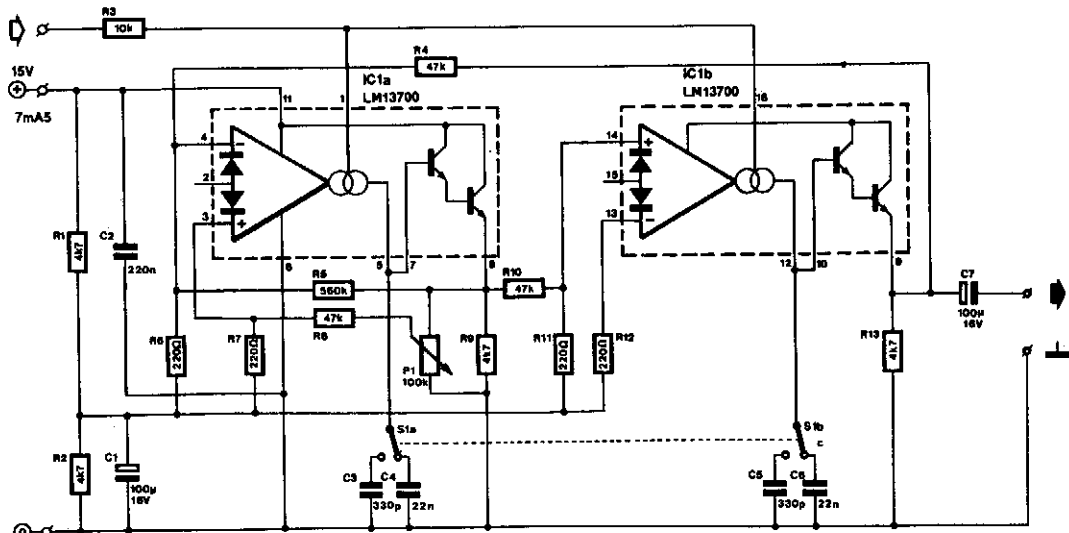 R3
10k
15V
7mA5
R4
47k
IC1a
LM13700
IC1b
LM13700
11
1
16
4
2
3
6
5
7
8
14
15
13
12
10
9
R1
4k7
C2
220n
R5
560k
R10
47k
R8
47k
C7
100µ
16V
R6
220Ω
R7
220Ω
P1
100k
R9
4k7
R11
220Ω
R12
220Ω
R13
4k7
S1a
S1b
c
R2
4k7
C1
100µ
16V
C3
330p
C4
22n
C5
330p
C6
22n